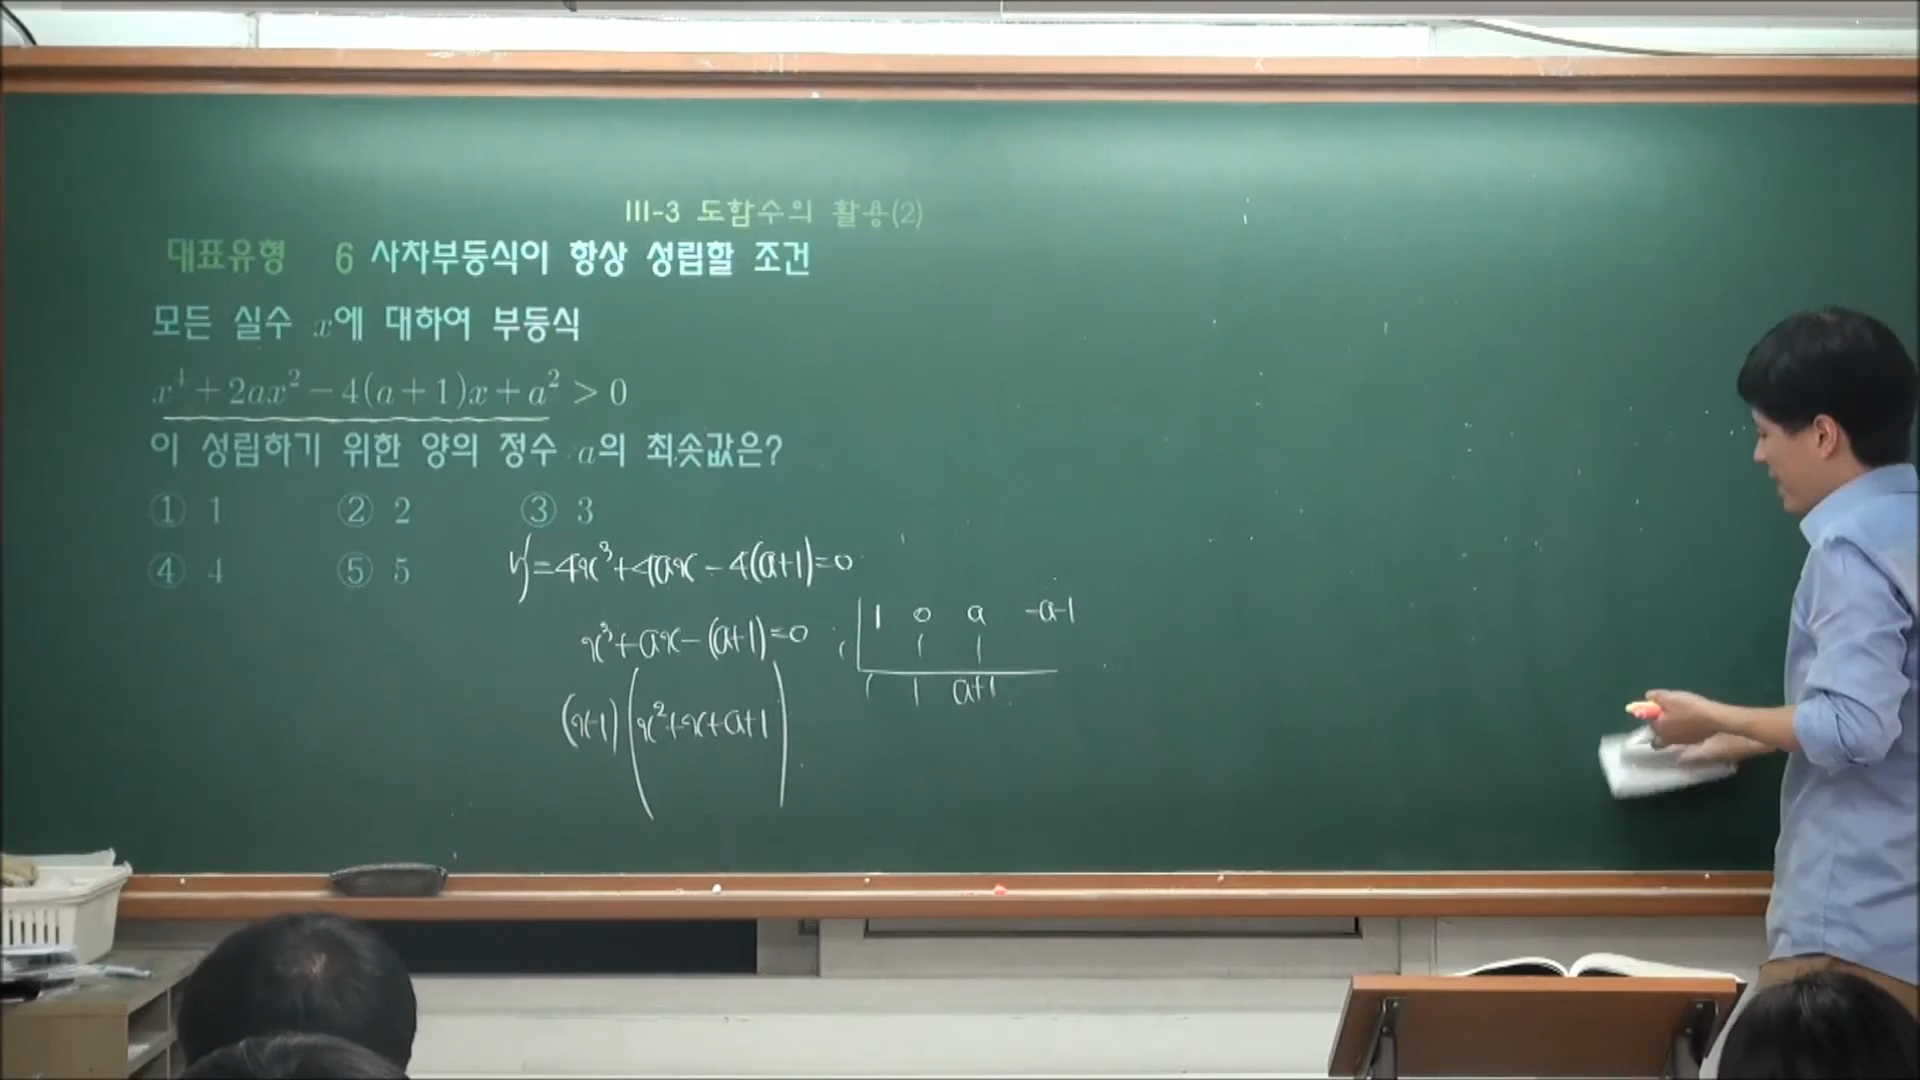 III-3 도함수의 활용(2)
대표유형 6 사차부등식이 항상 성립할 조건
모든 실수 x에 대하여 부등식
x⁴ + 2ax² − 4(a + 1)x + a² > 0
이 성립하기 위한 양의 정수 a의 최솟값은?
① 1 ② 2 ③ 3
④ 4 ⑤ 5
y'=4x³+4ax−4(a+1)=0
x³+ax−(a+1)=0
(x-1)(x²+x+a+1)
1 0 a -a-1
1 1 1
1 1 a+1